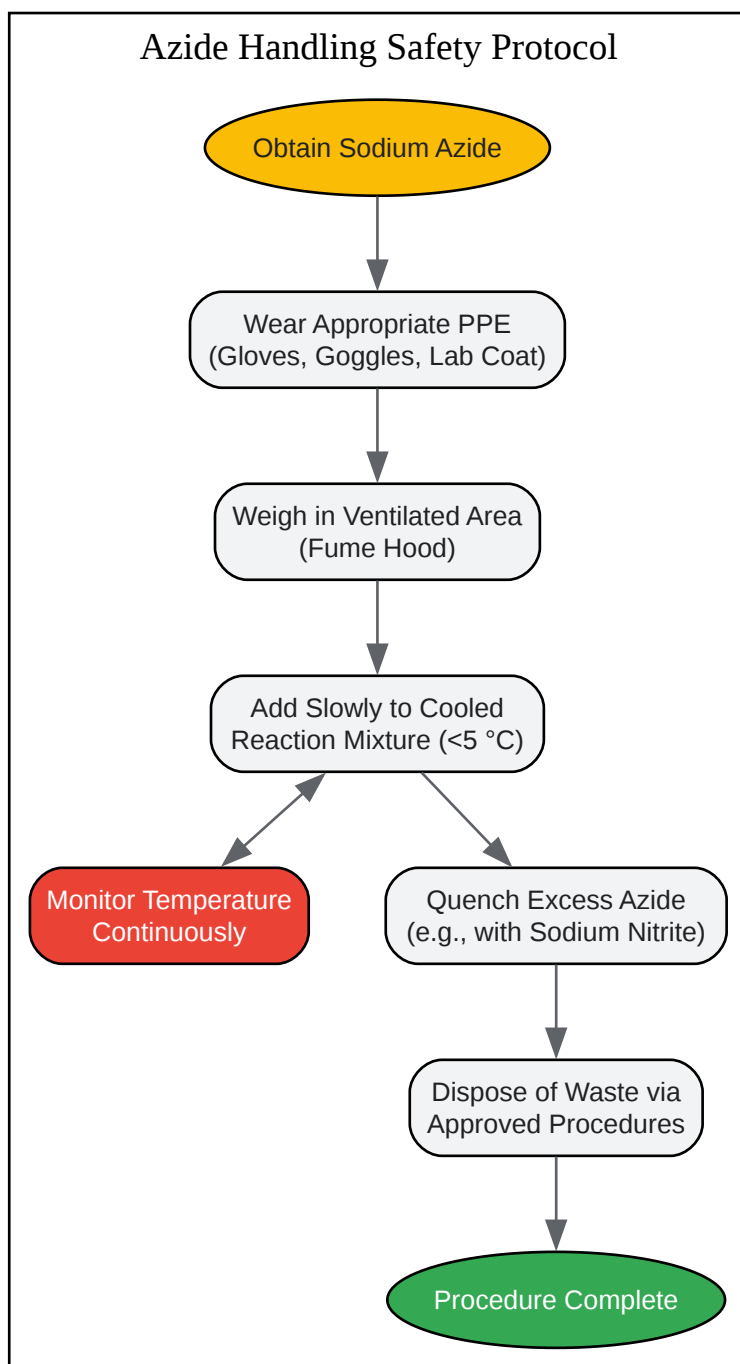 Azide Handling Safety Protocol
Obtain Sodium Azide
Wear Appropriate PPE
(Gloves, Goggles, Lab Coat)
Weigh in Ventilated Area
(Fume Hood)
Add Slowly to Cooled
Reaction Mixture (<5 °C)
Monitor Temperature
Continuously
Quench Excess Azide
(e.g., with Sodium Nitrite)
Dispose of Waste via
Approved Procedures
Procedure Complete